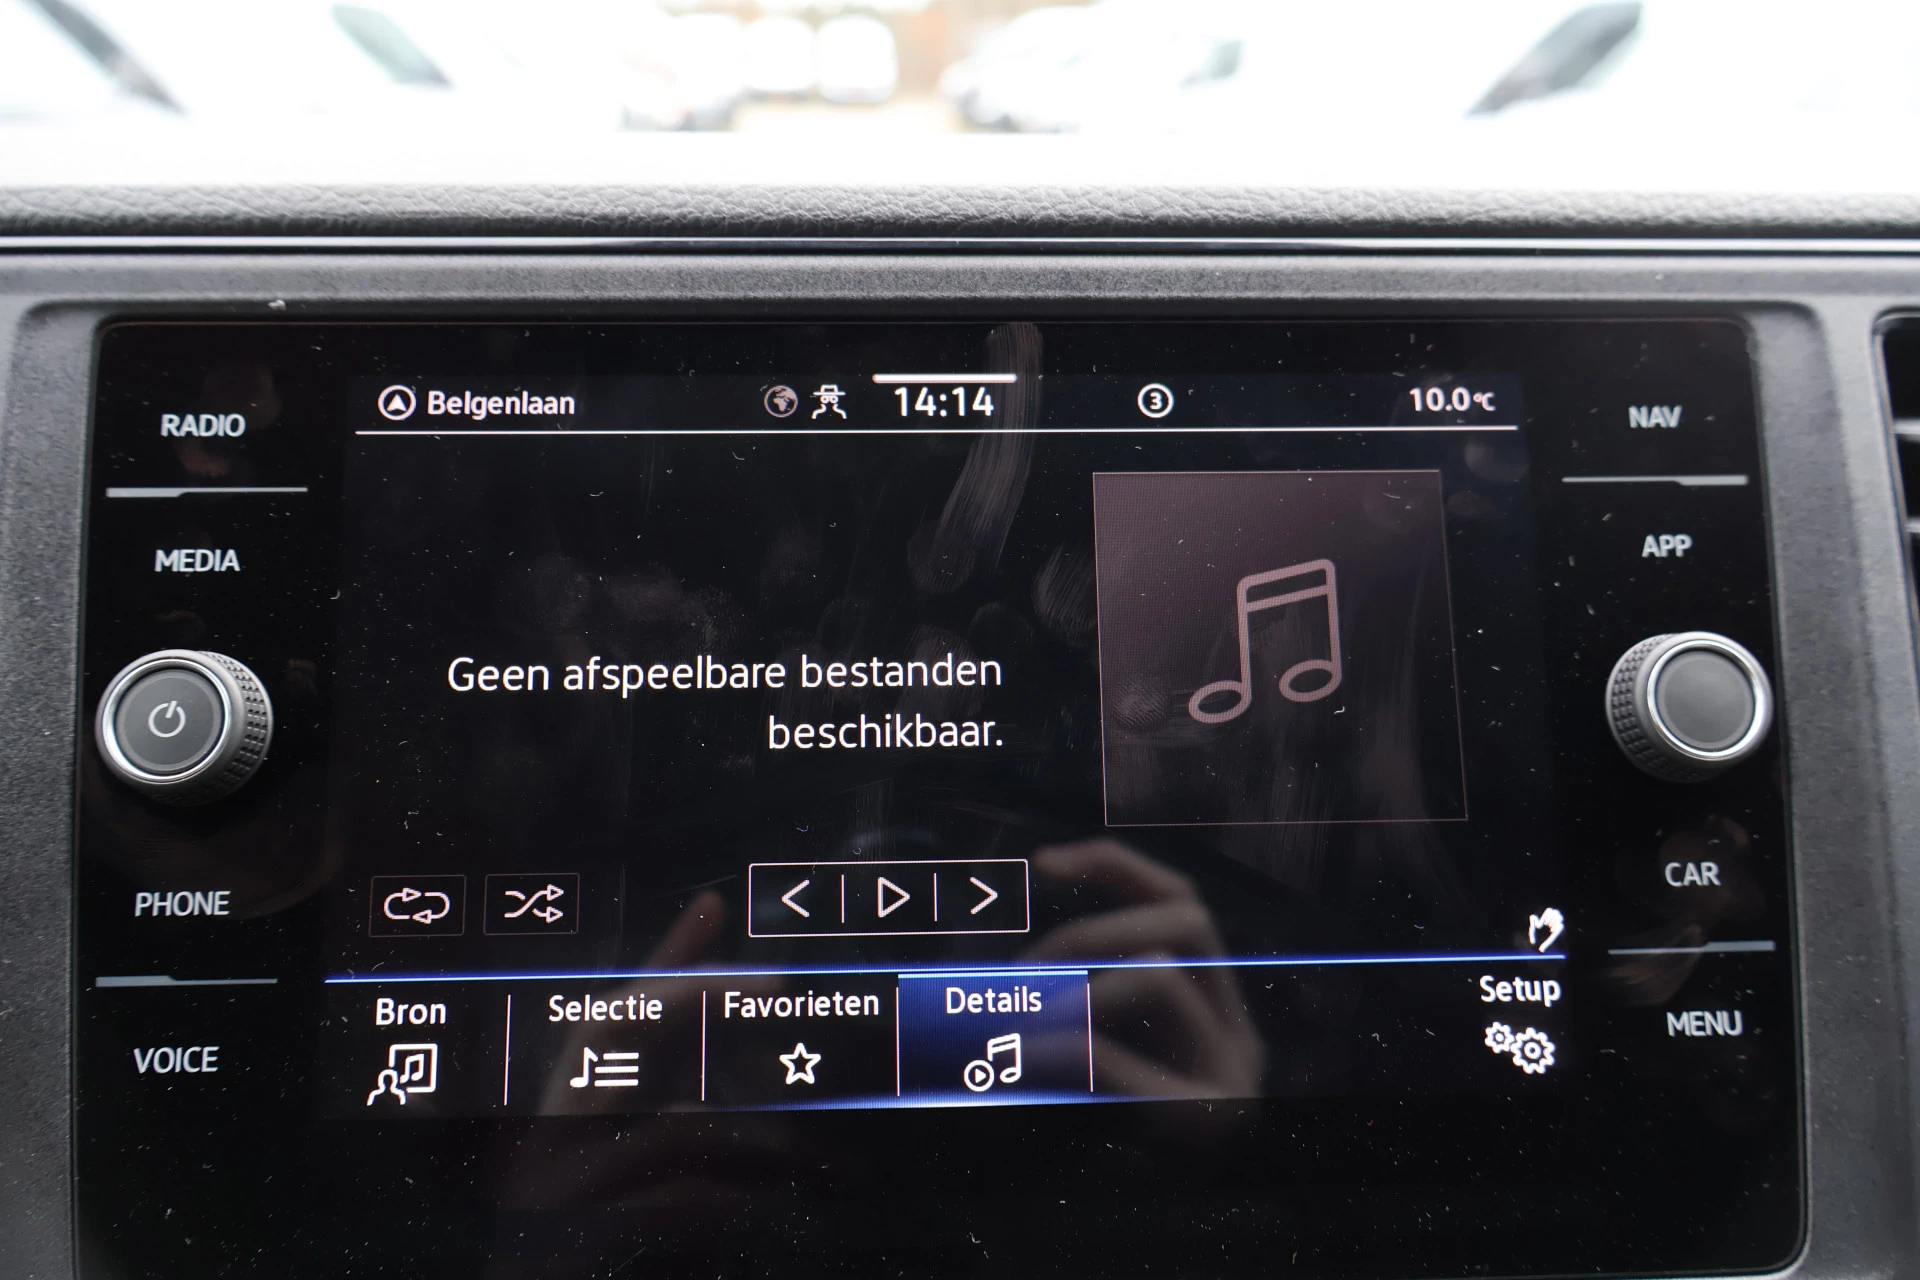 RADIO
MEDIA
PHONE
VOICE
Belgenlaan 14:14 3 10.0°C
Geen afspeelbare bestanden
beschikbaar.
Bron Selectie Favorieten Details Setup
NAV
APP
CAR
MENU